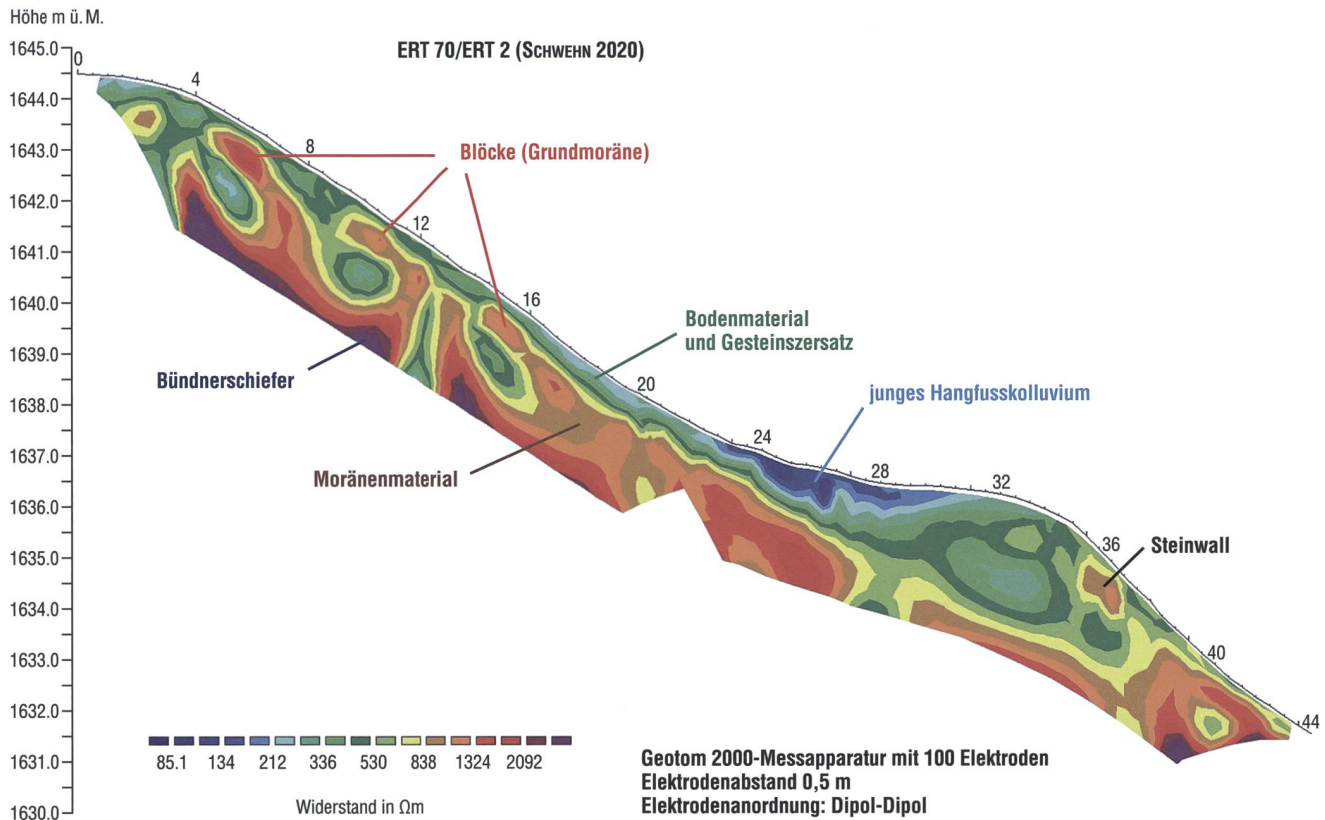 Höhe m ü. M.
ERT 70/ERT 2 (SCHWEHN 2020)
1645.0
1644.0
1643.0
1642.0
1641.0
1640.0
1639.0
1638.0
1637.0
1636.0
1635.0
1634.0
1633.0
1632.0
1631.0
1630.0
0
4
8
12
16
20
24
28
32
36
40
44
Blöcke (Grundmoräne)
Bodenmaterial
und Gesteinszersatz
Bündnerschiefer
junges Hangfusskolluvium
Moränenmaterial
Steinwall
85.1 134 212 336 530 838 1324 2092
Widerstand in Ωm
Geotom 2000-Messapparatur mit 100 Elektroden
Elektrodenabstand 0,5 m
Elektrodenanordnung: Dipol-Dipol